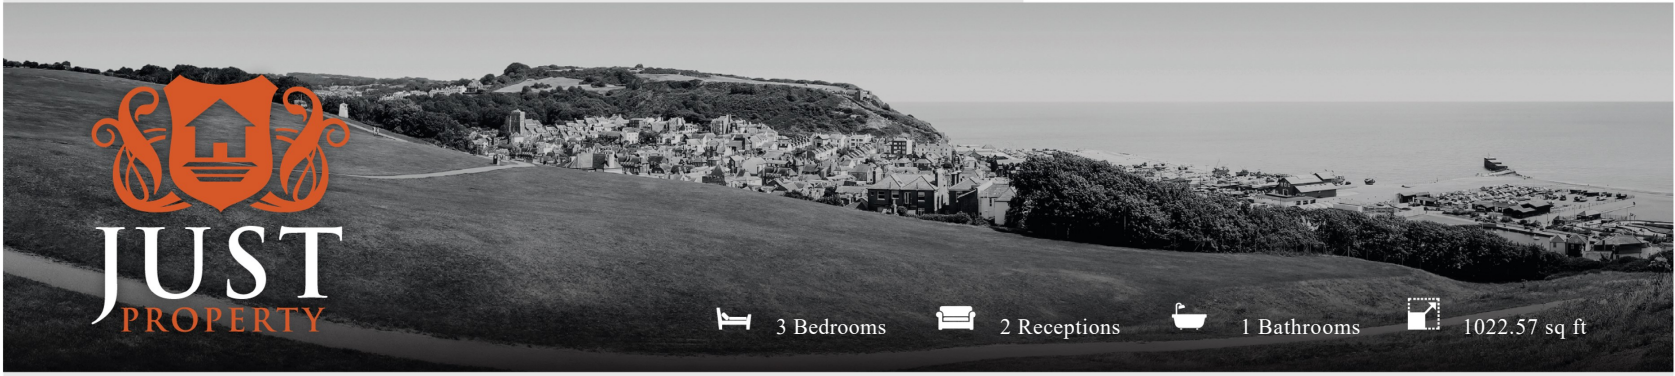 JUST
PROPERTY
3 Bedrooms
2 Receptions
1 Bathrooms
1022.57 sq ft